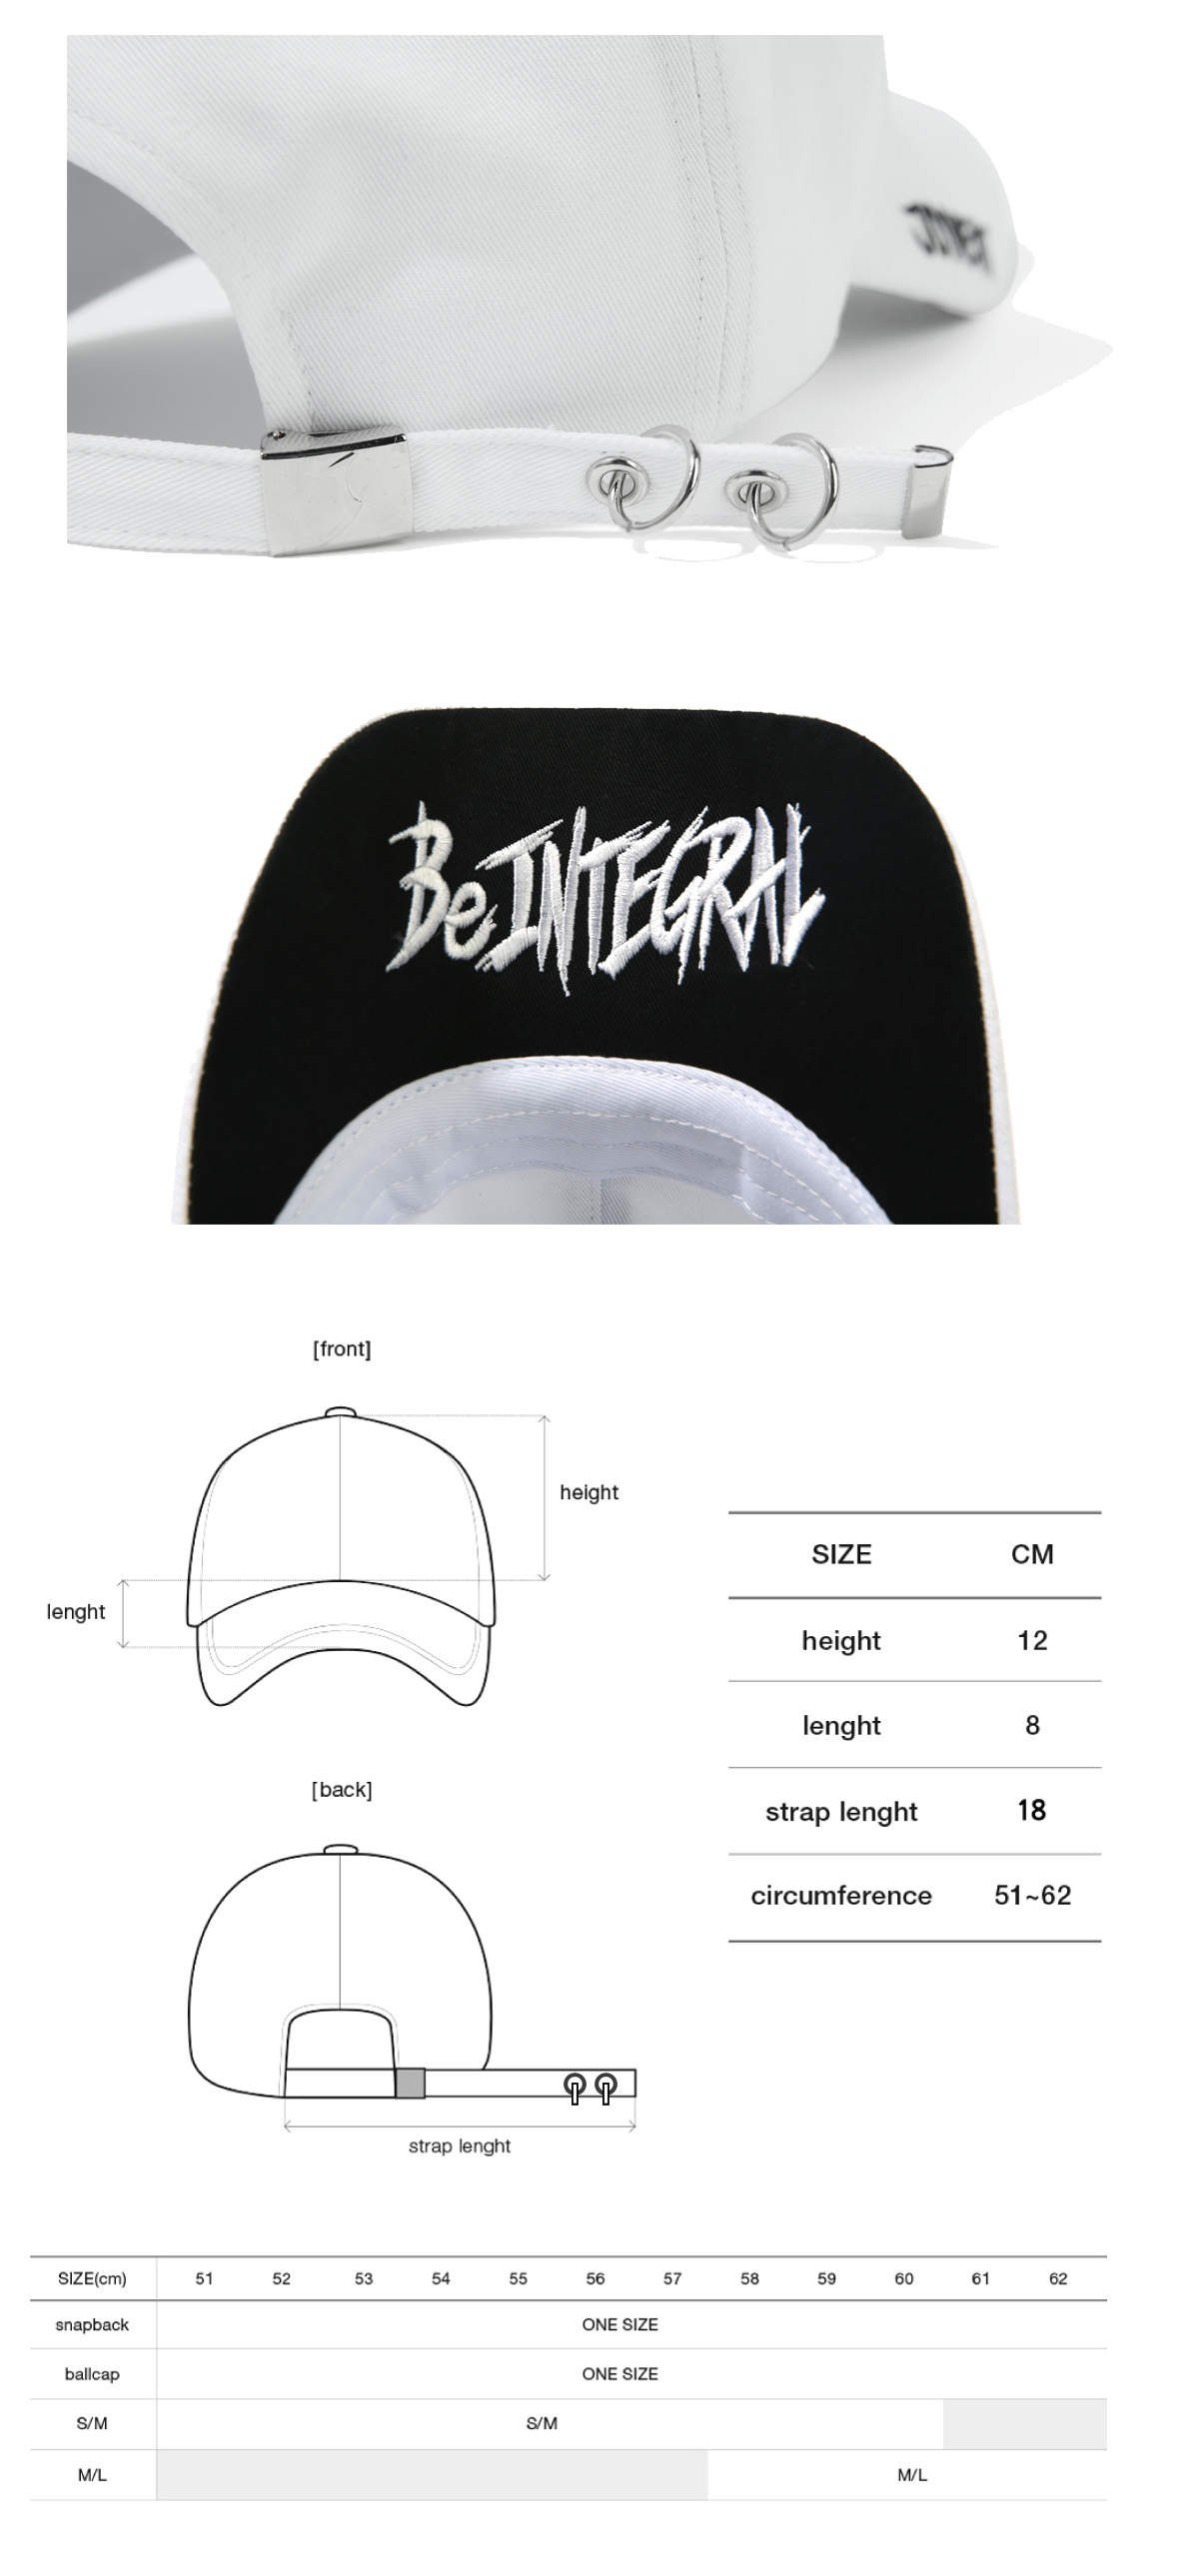 Be INTEGRAL
[front]
height
lenght
SIZE CM
height 12
lenght 8
strap lenght 18
circumference 51~62
[back]
strap lenght
SIZE(cm) 51 52 53 54 55 56 57 58 59 60 61 62
snapback ONE SIZE
ballcap ONE SIZE
S/M S/M
M/L M/L